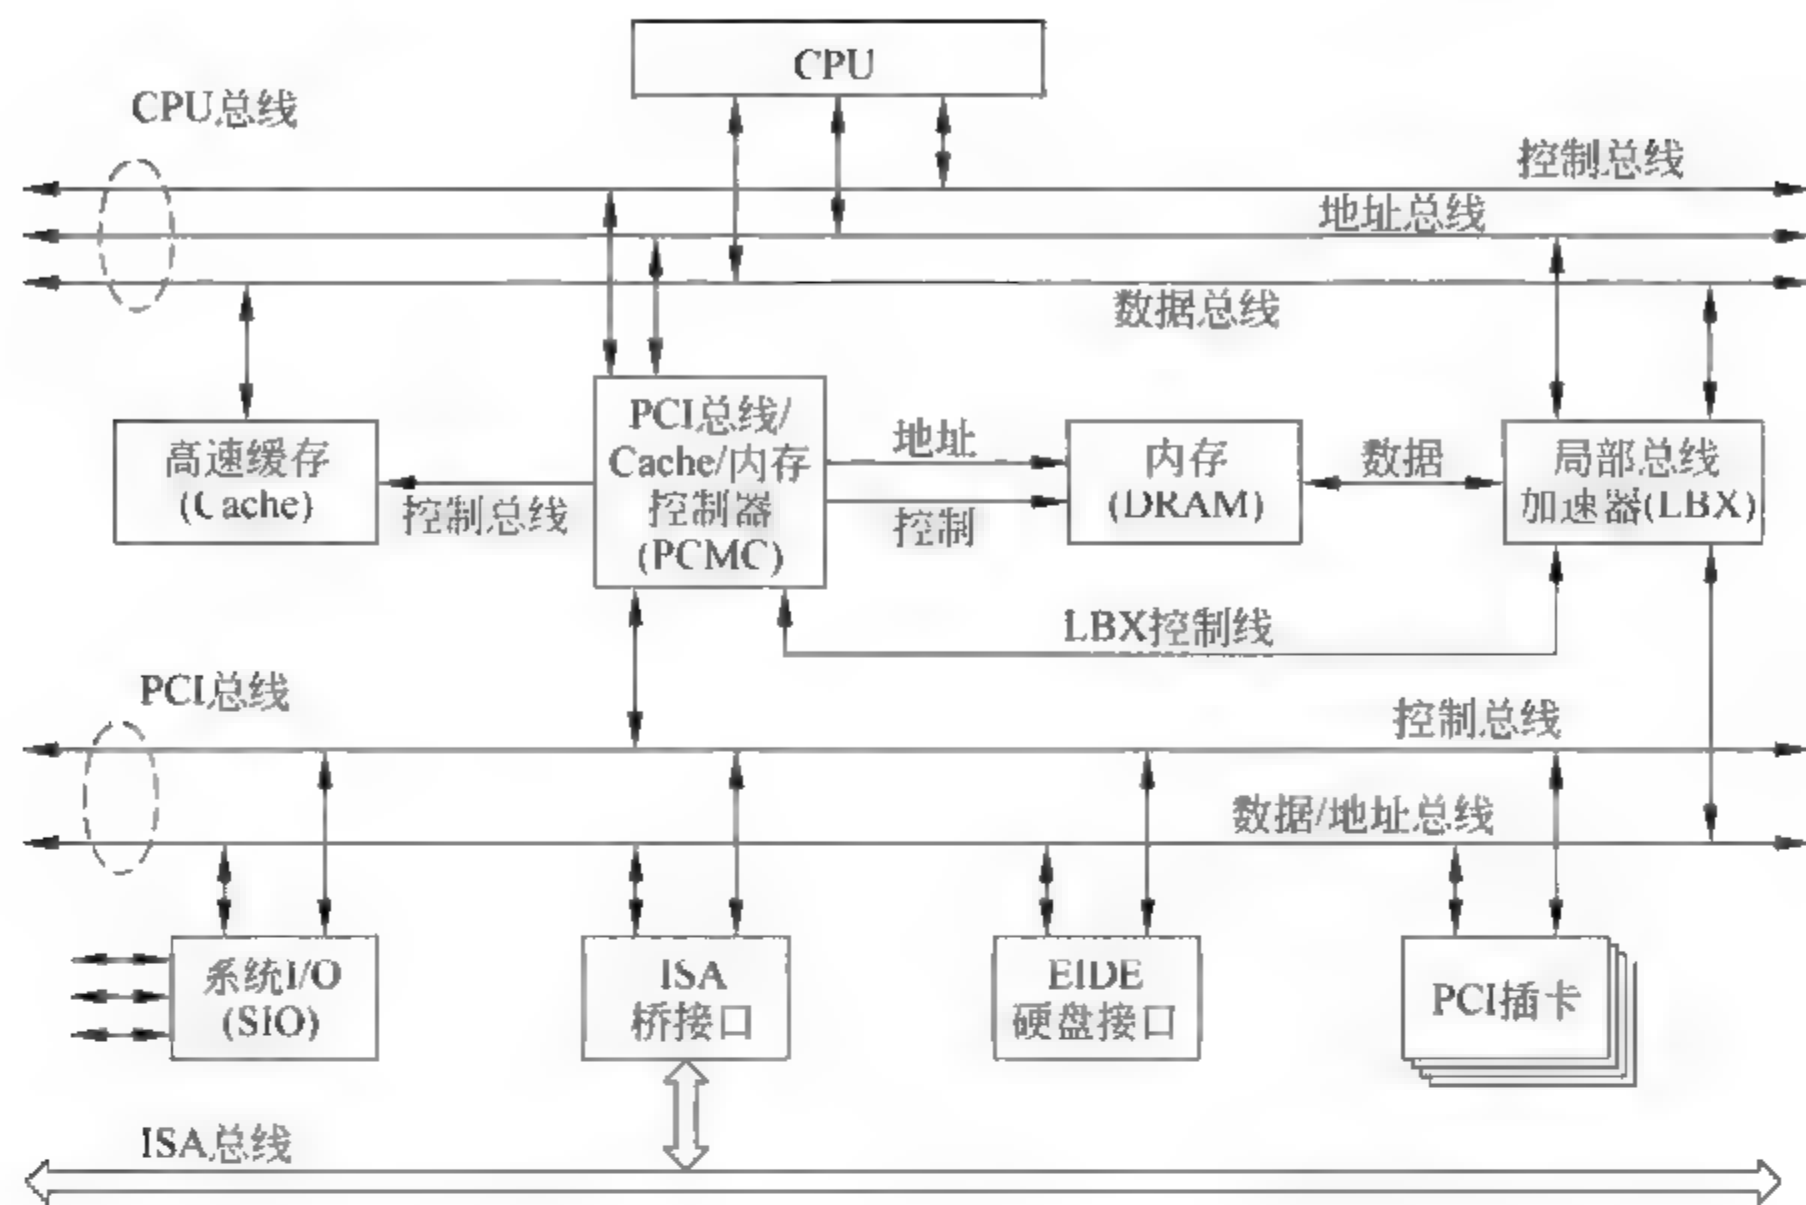 CPU
CPU总线
控制总线
地址总线
数据总线
高速缓存
(Cache)
控制总线
PCI总线/
Cache/内存
控制器
(PCMC)
地址
控制
内存
(DRAM)
数据
局部总线
加速器(LBX)
LBX控制线
PCI总线
控制总线
数据/地址总线
系统I/O
(SIO)
ISA
桥接口
EIDE
硬盘接口
PCI插卡
ISA总线